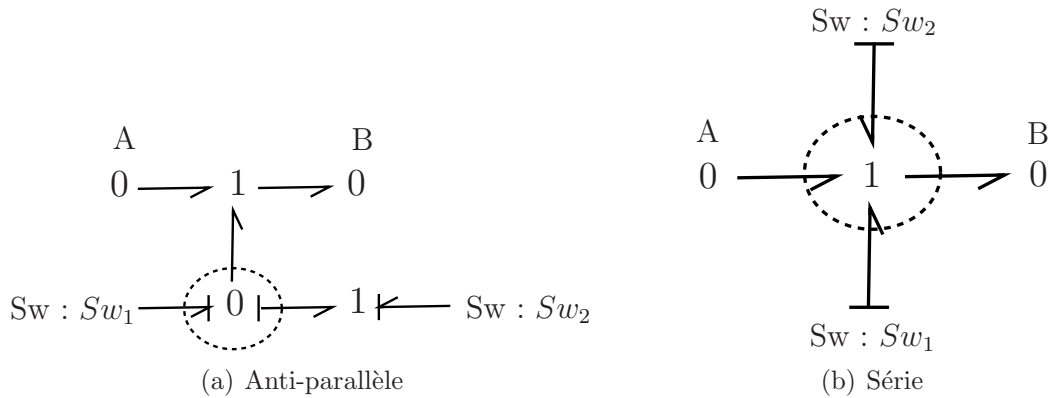 A B
0 1 0
Sw : Sw₁ 0 1 Sw : Sw₂
(a) Anti-parallèle
Sw : Sw₂
A B
0 1 0
Sw : Sw₁
(b) Série